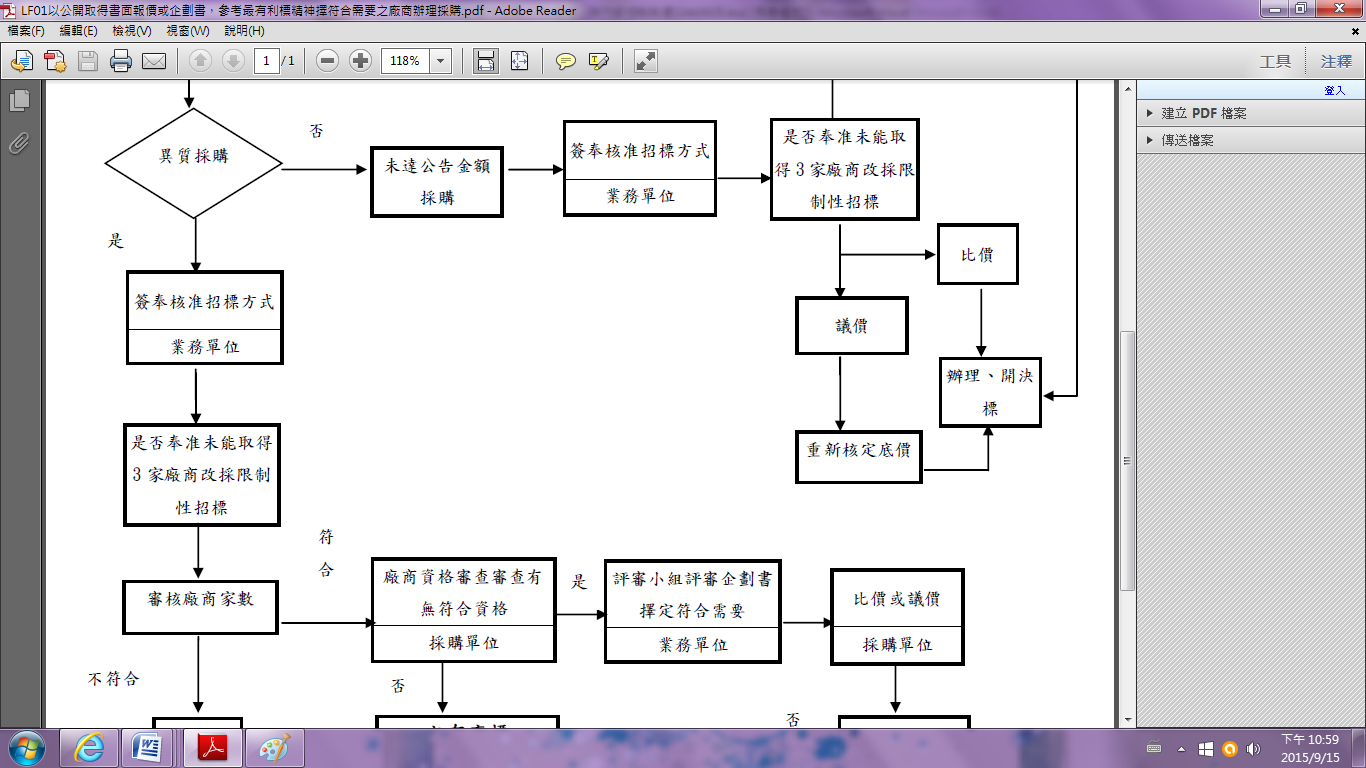 LF01以公開取得書面報價或企劃書，參考最有利標精神擇符合需要之廠商辦理採購.pdf - Adobe Reader
檔案(F) 編輯(E) 檢視(V) 視窗(W) 說明(H)
1 / 1 118% 工具 注釋
登入
建立 PDF 檔案
傳送檔案
異質採購
否
未達公告金額
採購
簽奉核准招標方式
業務單位
是否奉准未能取
得3家廠商改採限
制性招標
是
比價
簽奉核准招標方式
業務單位
議價
辦理、開決
標
是否奉准未能取得
3家廠商改採限制
性招標
重新核定底價
符
合
審核廠商家數
廠商資格審查審查有
無符合資格
採購單位
是
評審小組評審企劃書
擇定符合需要
業務單位
比價或議價
採購單位
不符合
否
否
下午 10:59
2015/9/15